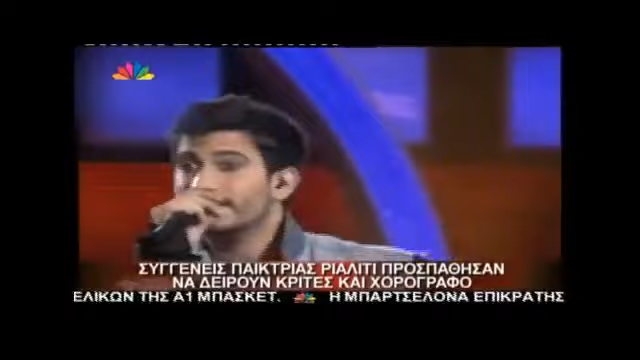 ΣΥΓΓΕΝΕΙΣ ΠΑΙΚΤΡΙΑΣ ΡΙΑΛΙΤΙ ΠΡΟΣΠΑΘΗΣΑΝ
ΝΑ ΔΕΙΡΟΥΝ ΚΡΙΤΕΣ ΚΑΙ ΧΟΡΟΓΡΑΦΟ
ΕΛΙΚΩΝ ΤΗΣ Α1 ΜΠΑΣΚΕΤ. Η ΜΠΑΡΤΣΕΛΟΝΑ ΕΠΙΚΡΑΤΗΣ